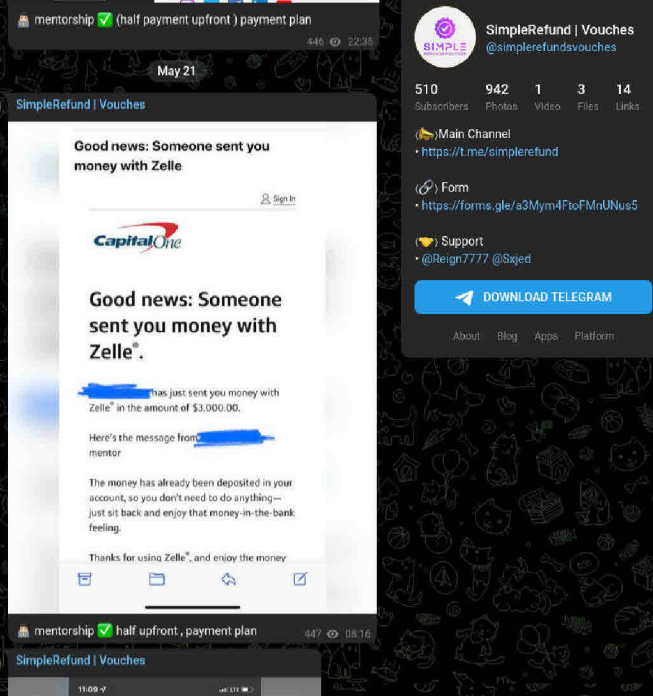 mentorship ✅ (half payment upfront ) payment plan
446 22:35
May 21
SimpleRefund | Vouches
Good news: Someone sent you
money with Zelle
Sign In
CapitalOne
Good news: Someone
sent you money with
Zelle®.
has just sent you money with
Zelle® in the amount of $3,000.00.
Here's the message from
mentor
The money has already been deposited in your
account, so you don't need to do anything—
just sit back and enjoy that money-in-the-bank
feeling.
Thanks for using Zelle®, and enjoy the money
mentorship ✅ half upfront , payment plan
447 08:16
SimpleRefund | Vouches
11:09
LTE
SIMPLE
SimpleRefund | Vouches
@simplerefundsvouches
510 942 1 3 14
Subscribers Photos Video Files Links
Main Channel
• https://t.me/simplerefund
Form
• https://forms.gle/a3Mym4FtoFMnUNus5
Support
• @Reign7777 @Sxjed
DOWNLOAD TELEGRAM
About Blog Apps Platform